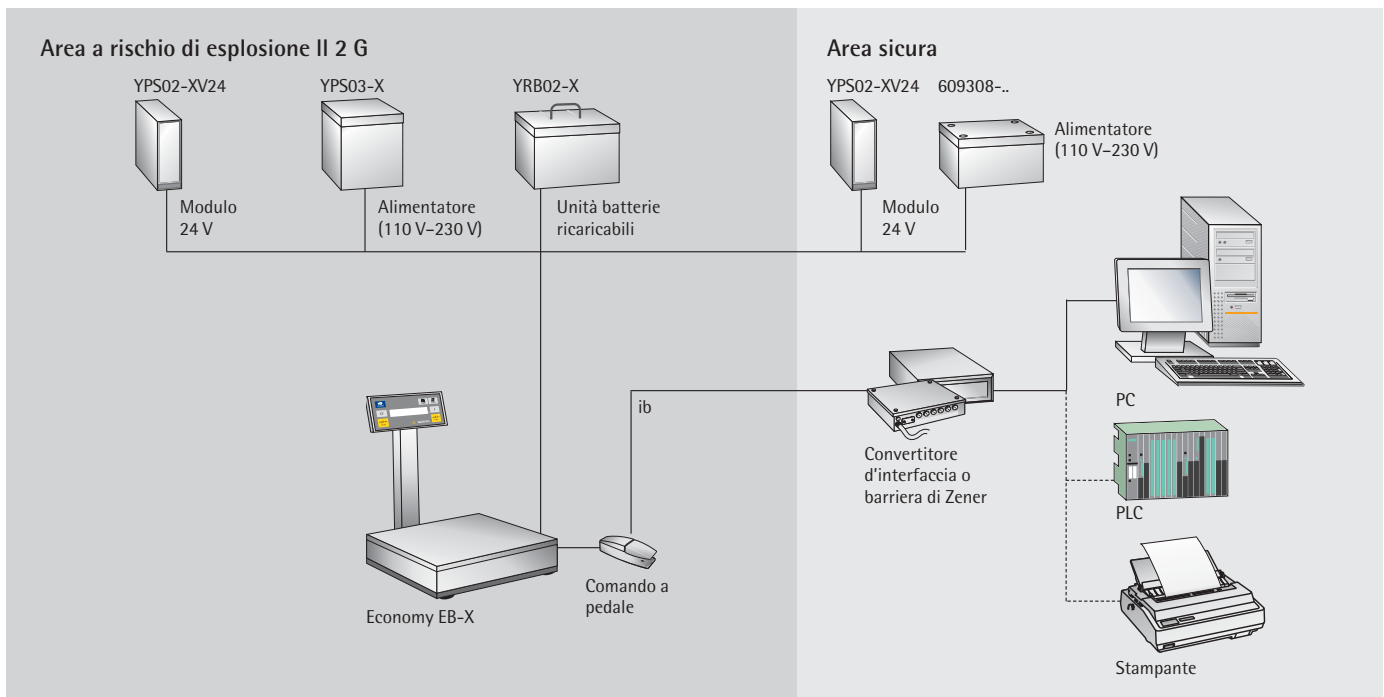 Area a rischio di esplosione II 2 G
Area sicura
YPS02-XV24
YPS03-X
YRB02-X
YPS02-XV24
609308-..
Alimentatore
(110 V–230 V)
Modulo
24 V
Alimentatore
(110 V–230 V)
Unità batterie
ricaricabili
Modulo
24 V
ib
PC
Convertitore
d'interfaccia o
barriera di Zener
PLC
Comando a
pedale
Economy EB-X
Stampante